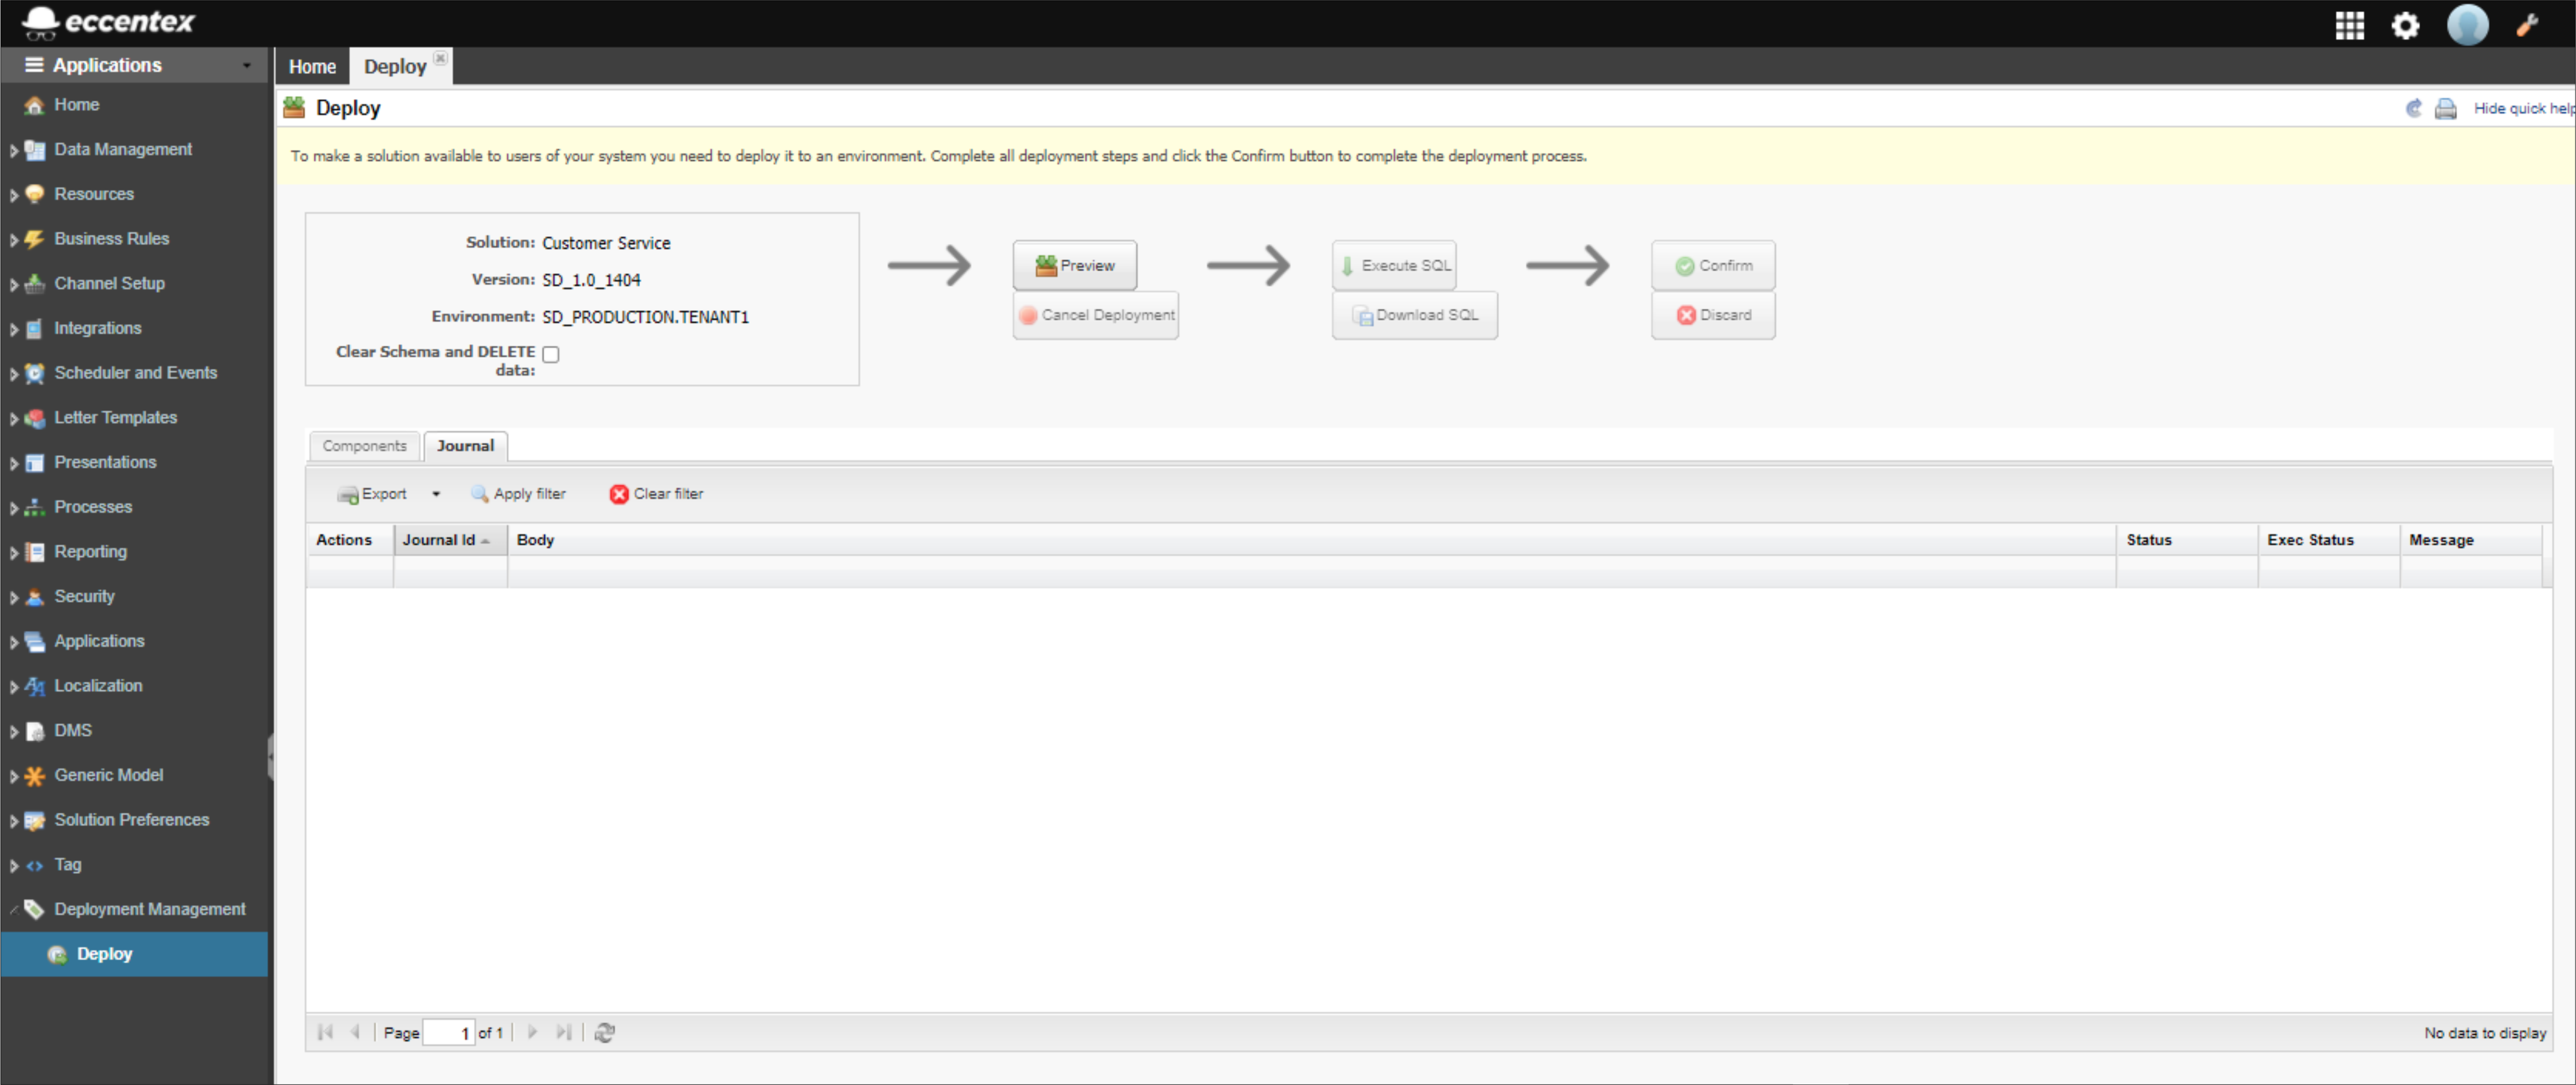 eccentex
Applications
Home
Deploy
Home
Data Management
Resources
Business Rules
Channel Setup
Integrations
Scheduler and Events
Letter Templates
Presentations
Processes
Reporting
Security
Applications
Localization
DMS
Generic Model
Solution Preferences
Tag
Deployment Management
Deploy
Deploy
Hide quick help
To make a solution available to users of your system you need to deploy it to an environment. Complete all deployment steps and click the Confirm button to complete the deployment process.
Solution: Customer Service
Version: SD_1.0_1404
Environment: SD_PRODUCTION.TENANT1
Clear Schema and DELETE
data:
Preview
Cancel Deployment
Execute SQL
Download SQL
Confirm
Discard
Components Journal
Export Apply filter Clear filter
Actions Journal Id Body Status Exec Status Message
Page 1 of 1 No data to display